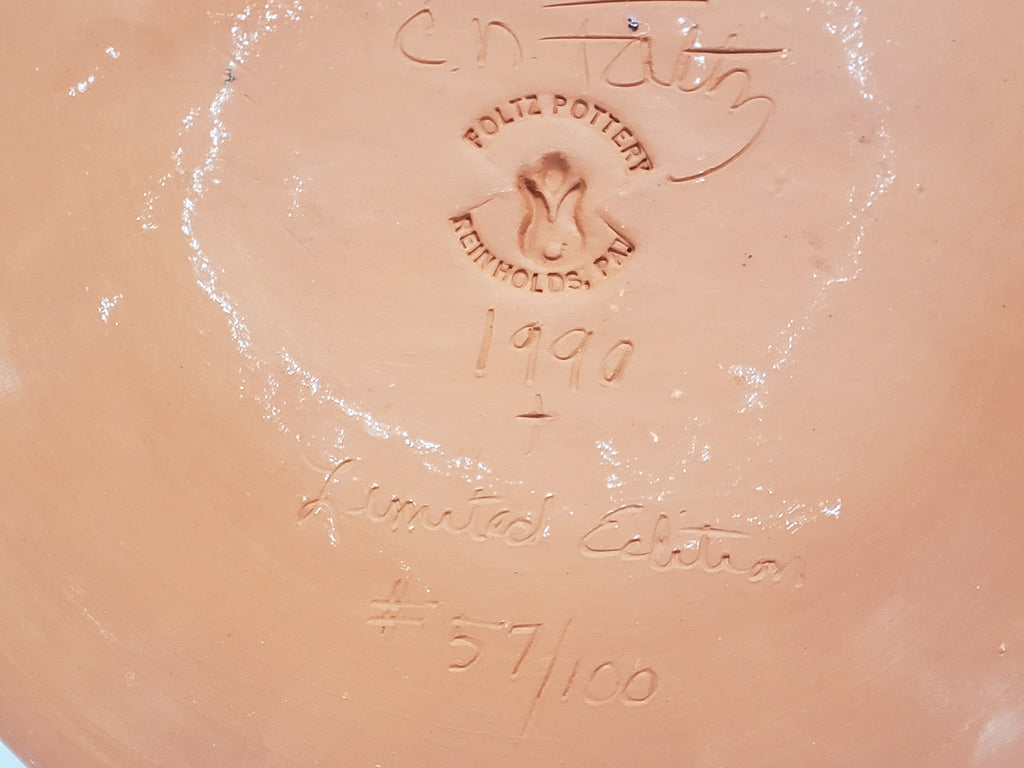 C.N. Foltz
FOLTZ POTTERY
REINHOLDS, PA
1990
+
Limited Edition
# 57/100